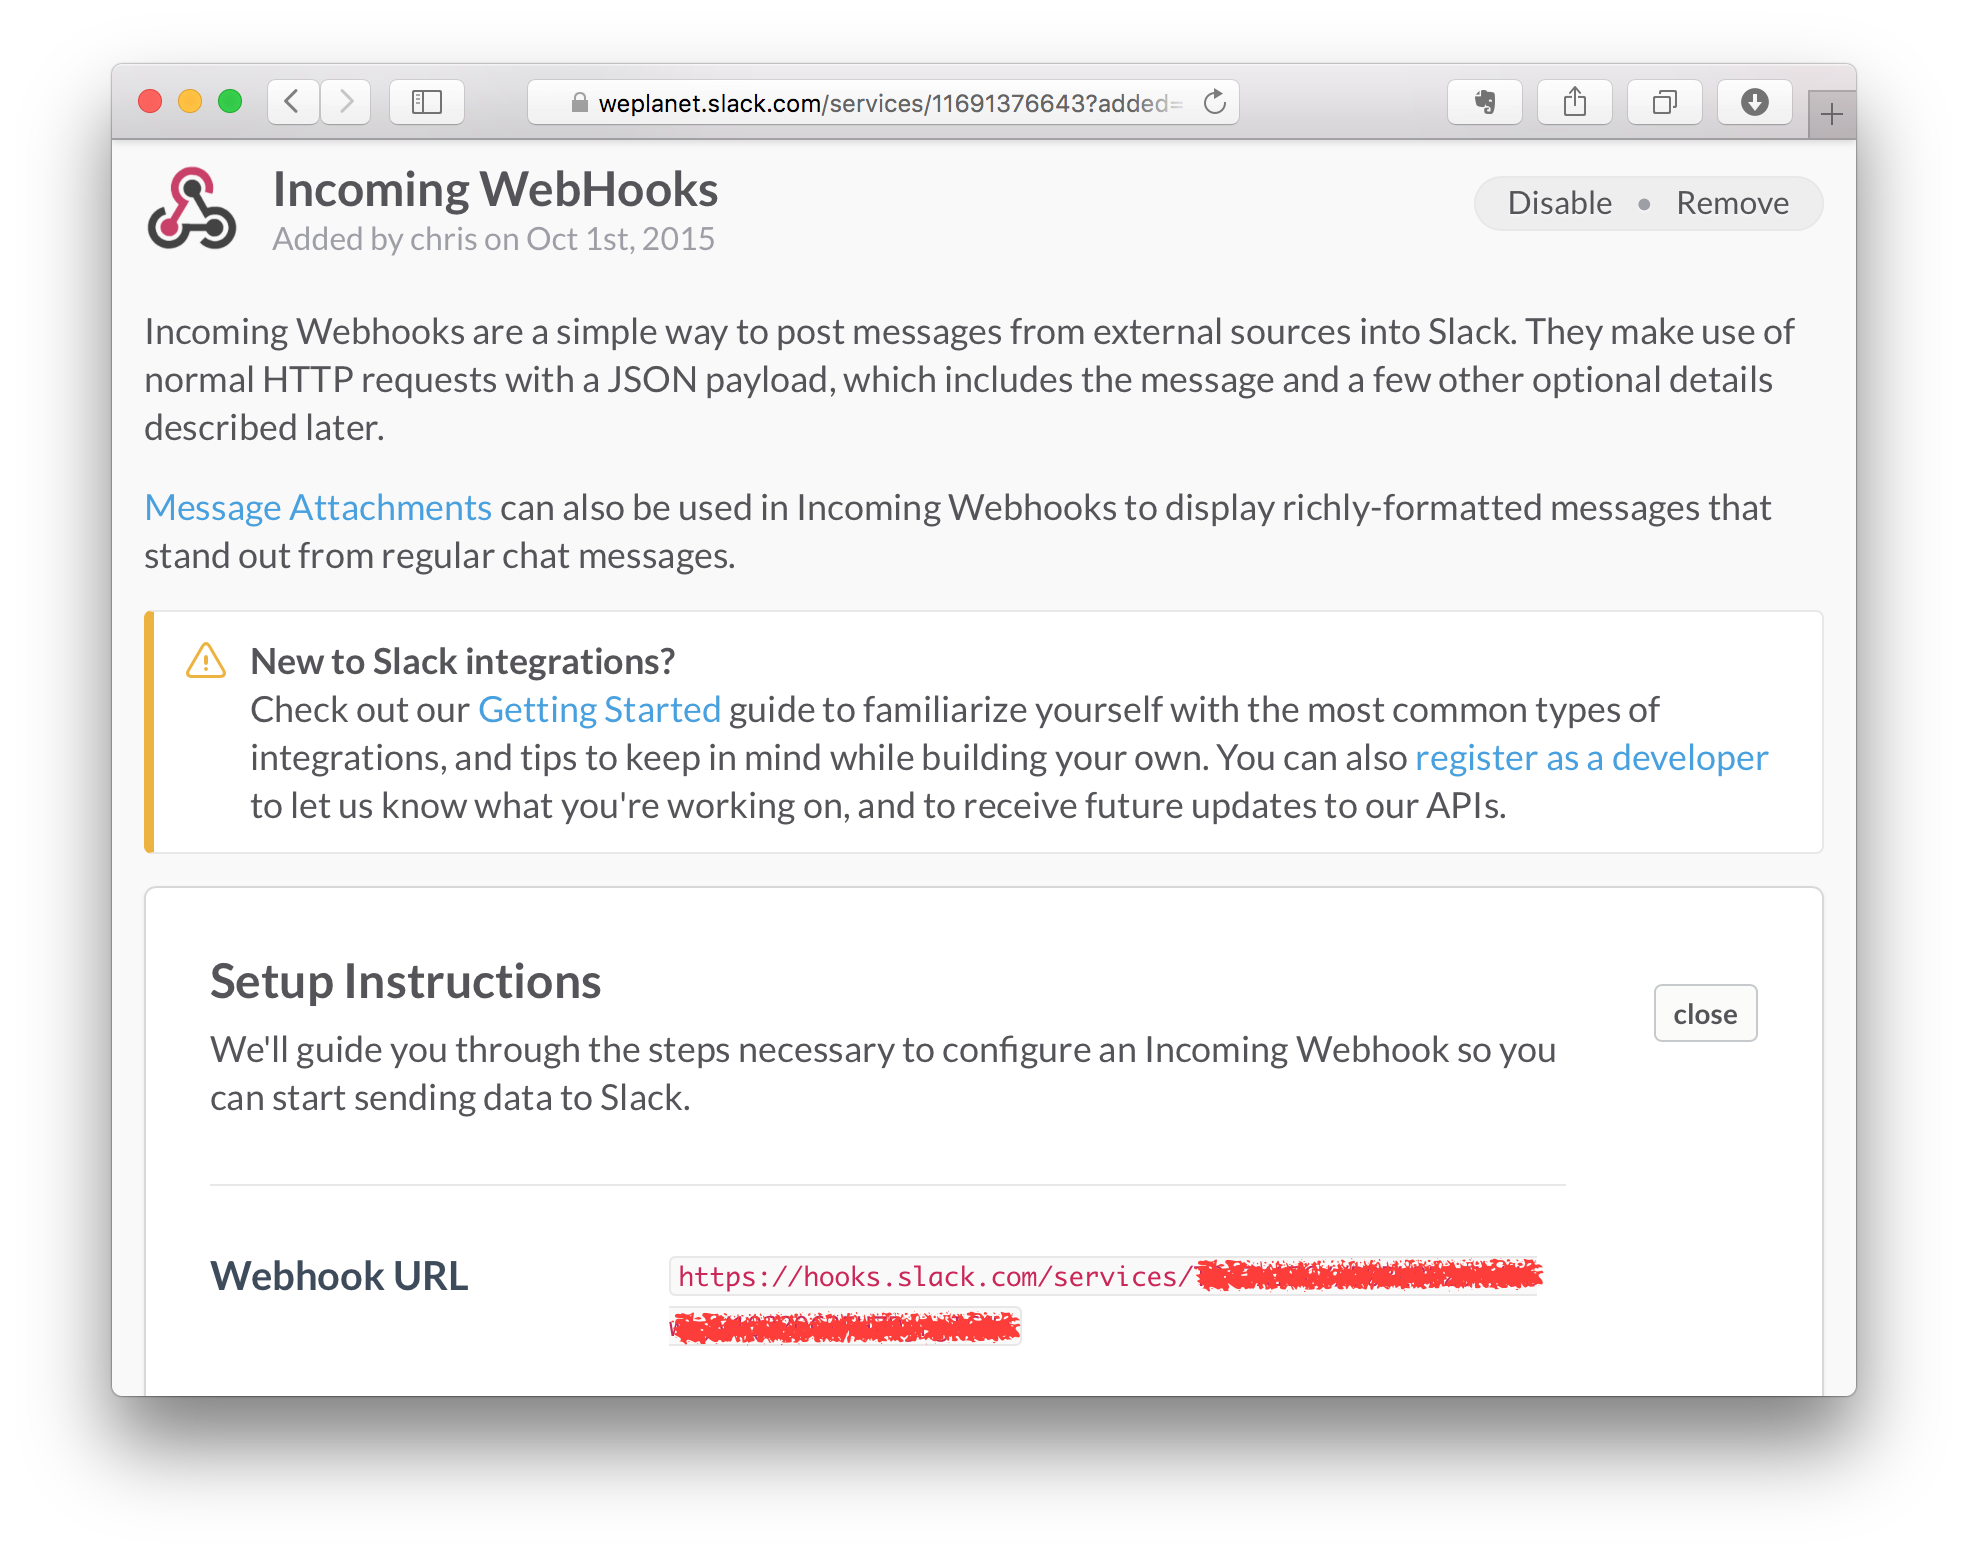 weplanet.slack.com/services/11691376643?added=
Incoming WebHooks
Disable • Remove
Added by chris on Oct 1st, 2015
Incoming Webhooks are a simple way to post messages from external sources into Slack. They make use of
normal HTTP requests with a JSON payload, which includes the message and a few other optional details
described later.
Message Attachments can also be used in Incoming Webhooks to display richly-formatted messages that
stand out from regular chat messages.
New to Slack integrations?
Check out our Getting Started guide to familiarize yourself with the most common types of
integrations, and tips to keep in mind while building your own. You can also register as a developer
to let us know what you're working on, and to receive future updates to our APIs.
Setup Instructions
close
We'll guide you through the steps necessary to configure an Incoming Webhook so you
can start sending data to Slack.
Webhook URL
https://hooks.slack.com/services/